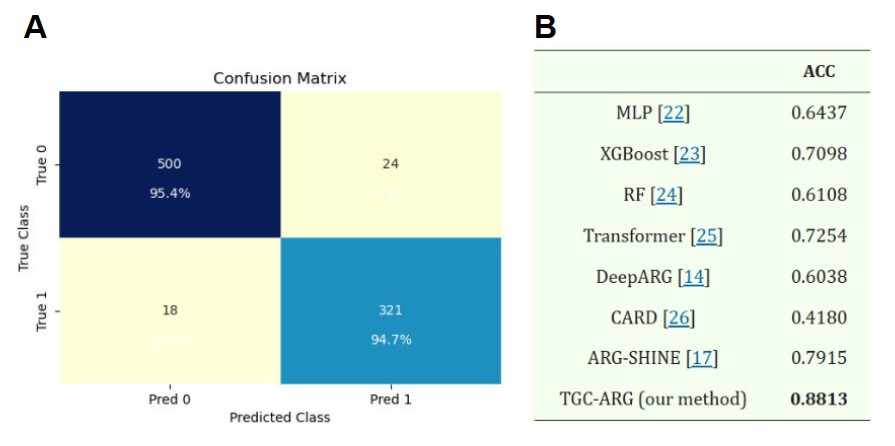 A
Confusion Matrix
True Class
True 0
True 1
500
95.4%
24
18
321
94.7%
Pred 0
Pred 1
Predicted Class
B
ACC
MLP [22] 0.6437
XGBoost [23] 0.7098
RF [24] 0.6108
Transformer [25] 0.7254
DeepARG [14] 0.6038
CARD [26] 0.4180
ARG-SHINE [17] 0.7915
TGC-ARG (our method) 0.8813